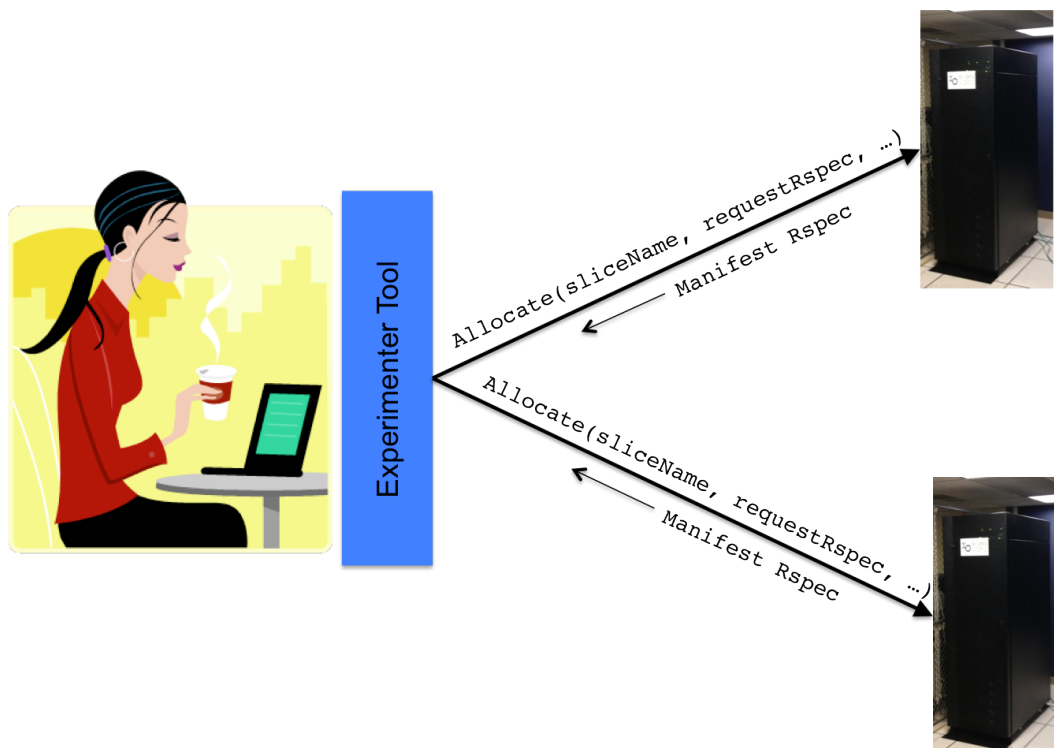 Experimenter Tool
Allocate(sliceName, requestRspec, …)
Manifest Rspec
Allocate(sliceName, requestRspec, …)
Manifest Rspec